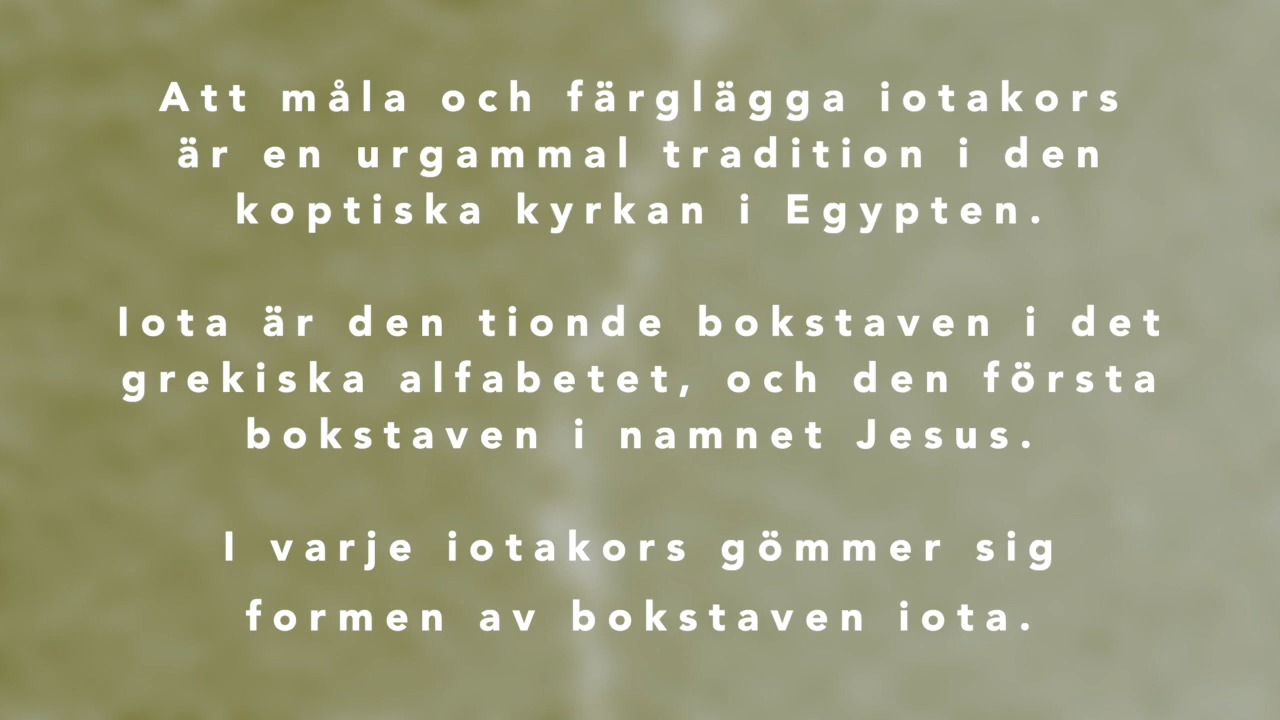 Att måla och färglägga iotakors
är en urgammal tradition i den
koptiska kyrkan i Egypten.
Iota är den tionde bokstaven i det
grekiska alfabetet, och den första
bokstaven i namnet Jesus.
I varje iotakors gömmer sig
formen av bokstaven iota.